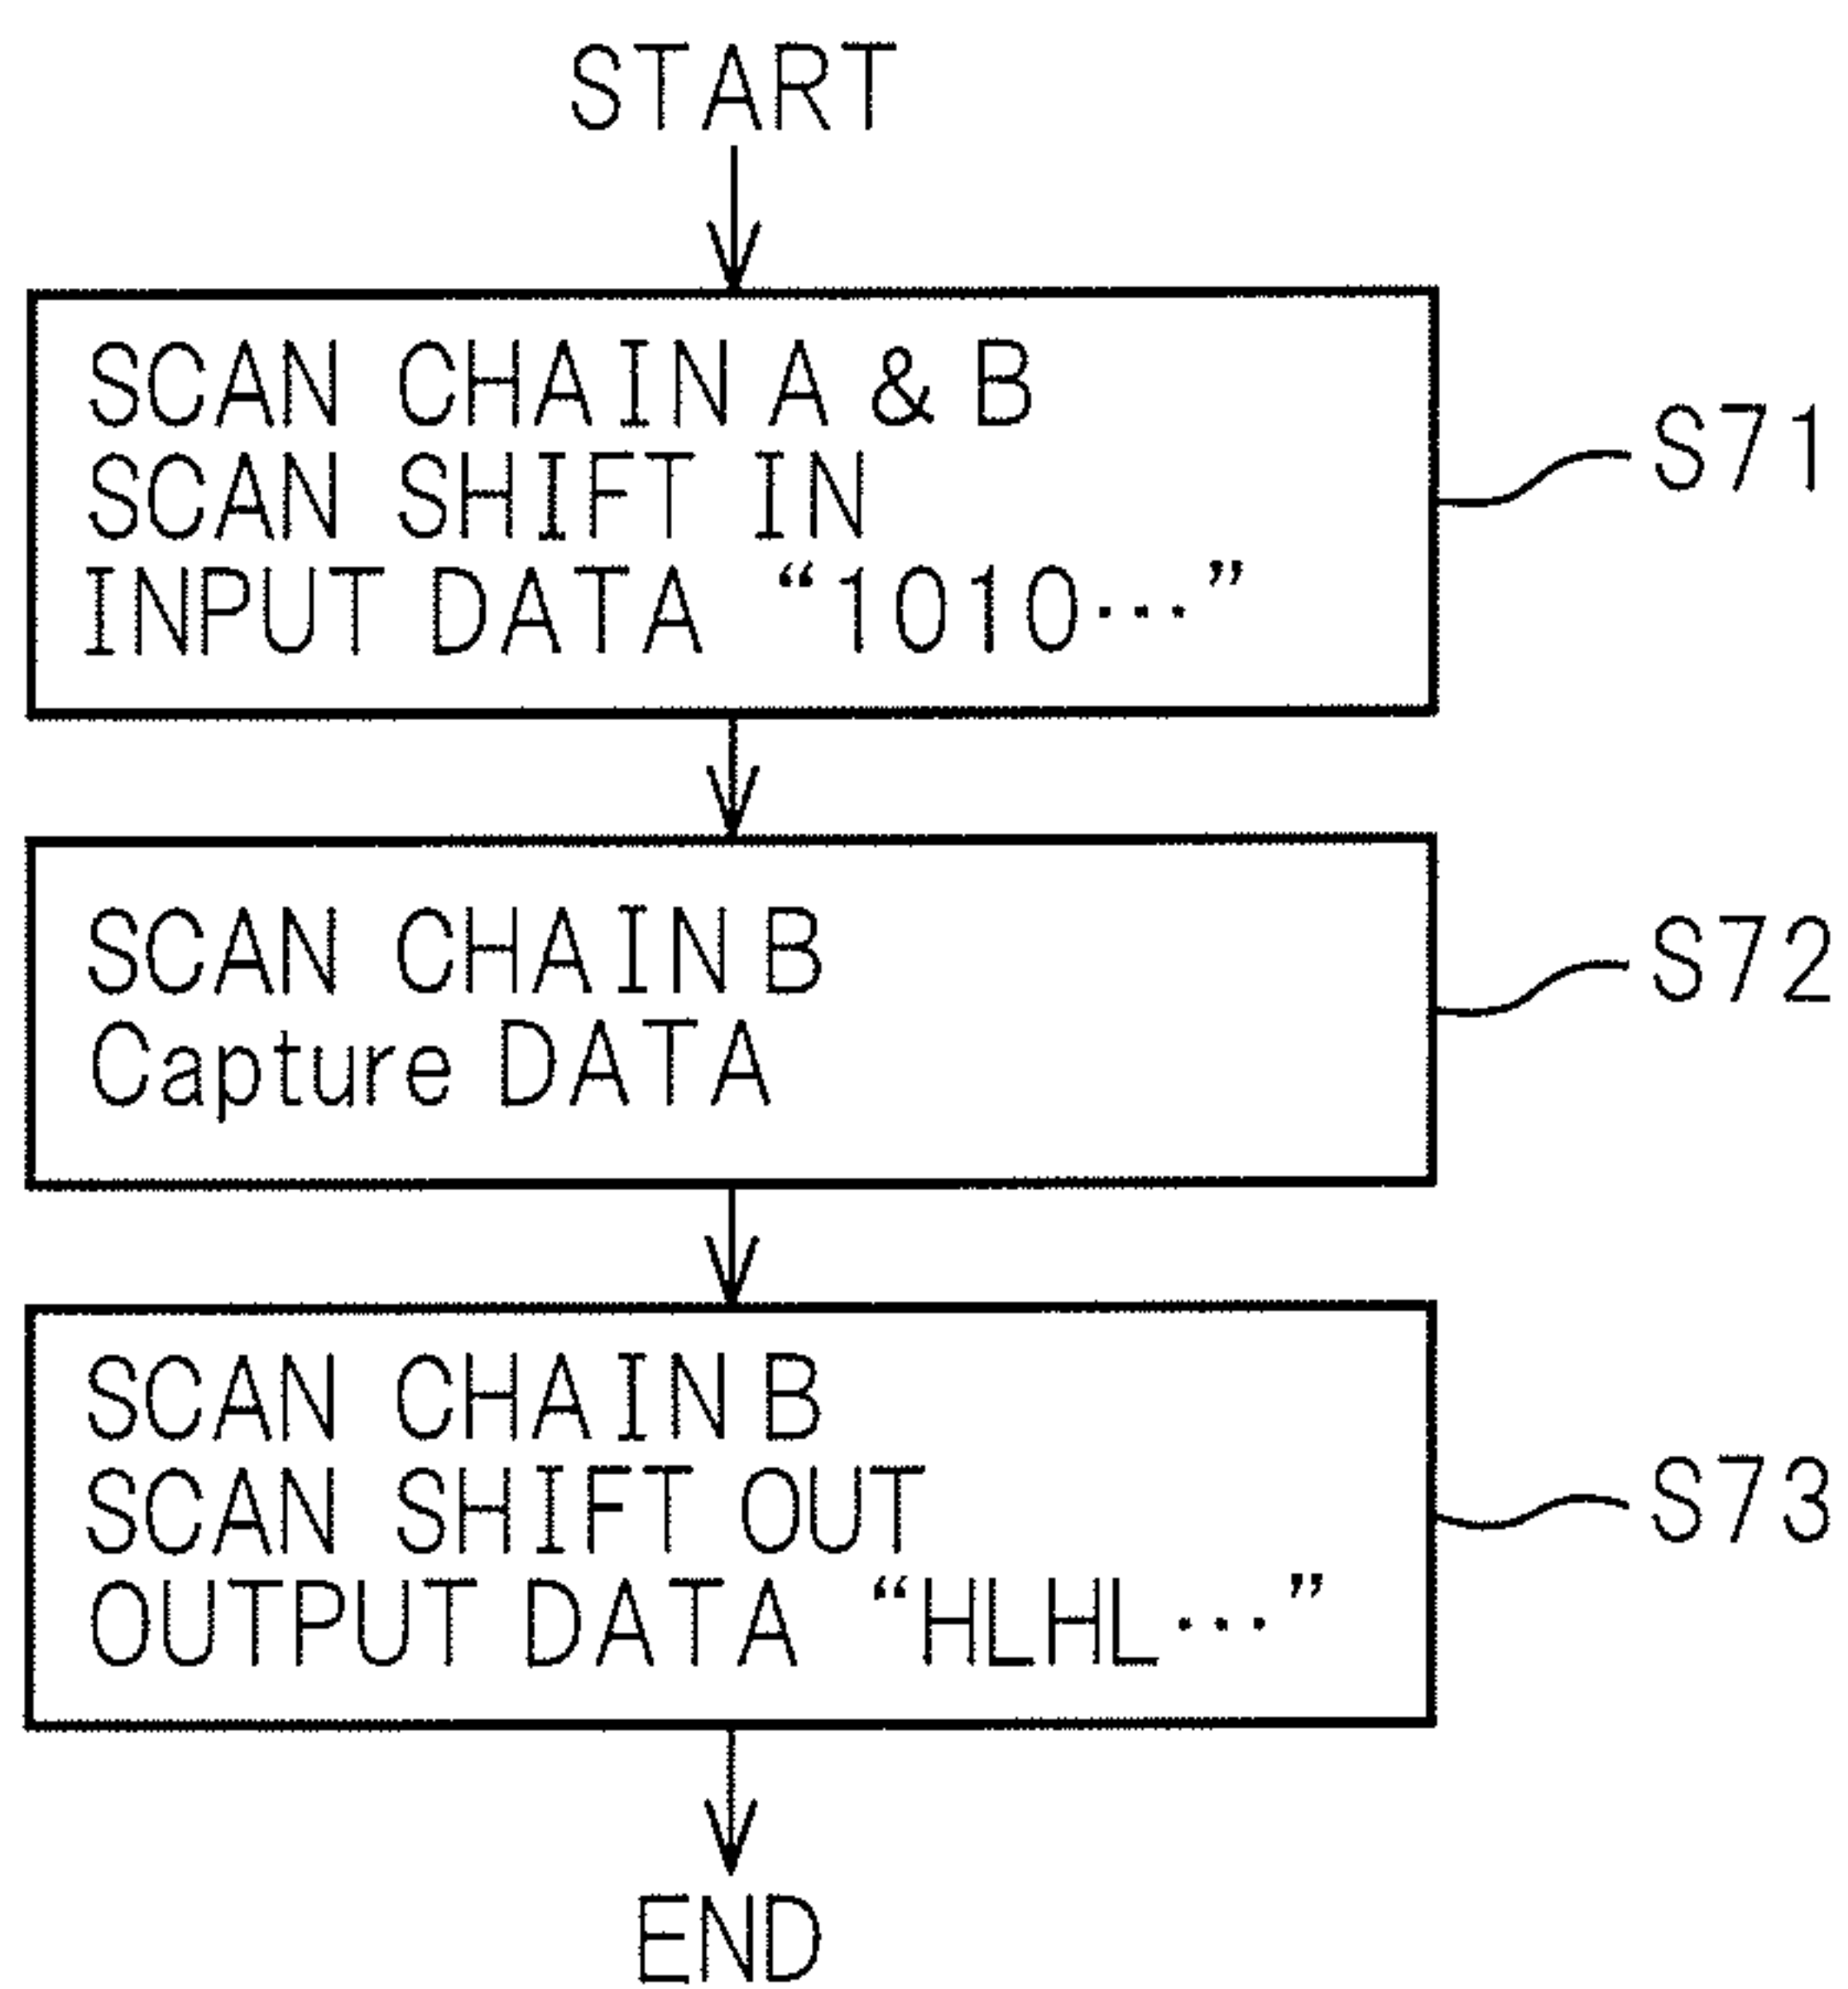 START
SCAN CHAIN A & B
SCAN SHIFT IN
INPUT DATA “1010···”
S71
SCAN CHAIN B
Capture DATA
S72
SCAN CHAIN B
SCAN SHIFT OUT
OUTPUT DATA “HLHL···”
S73
END